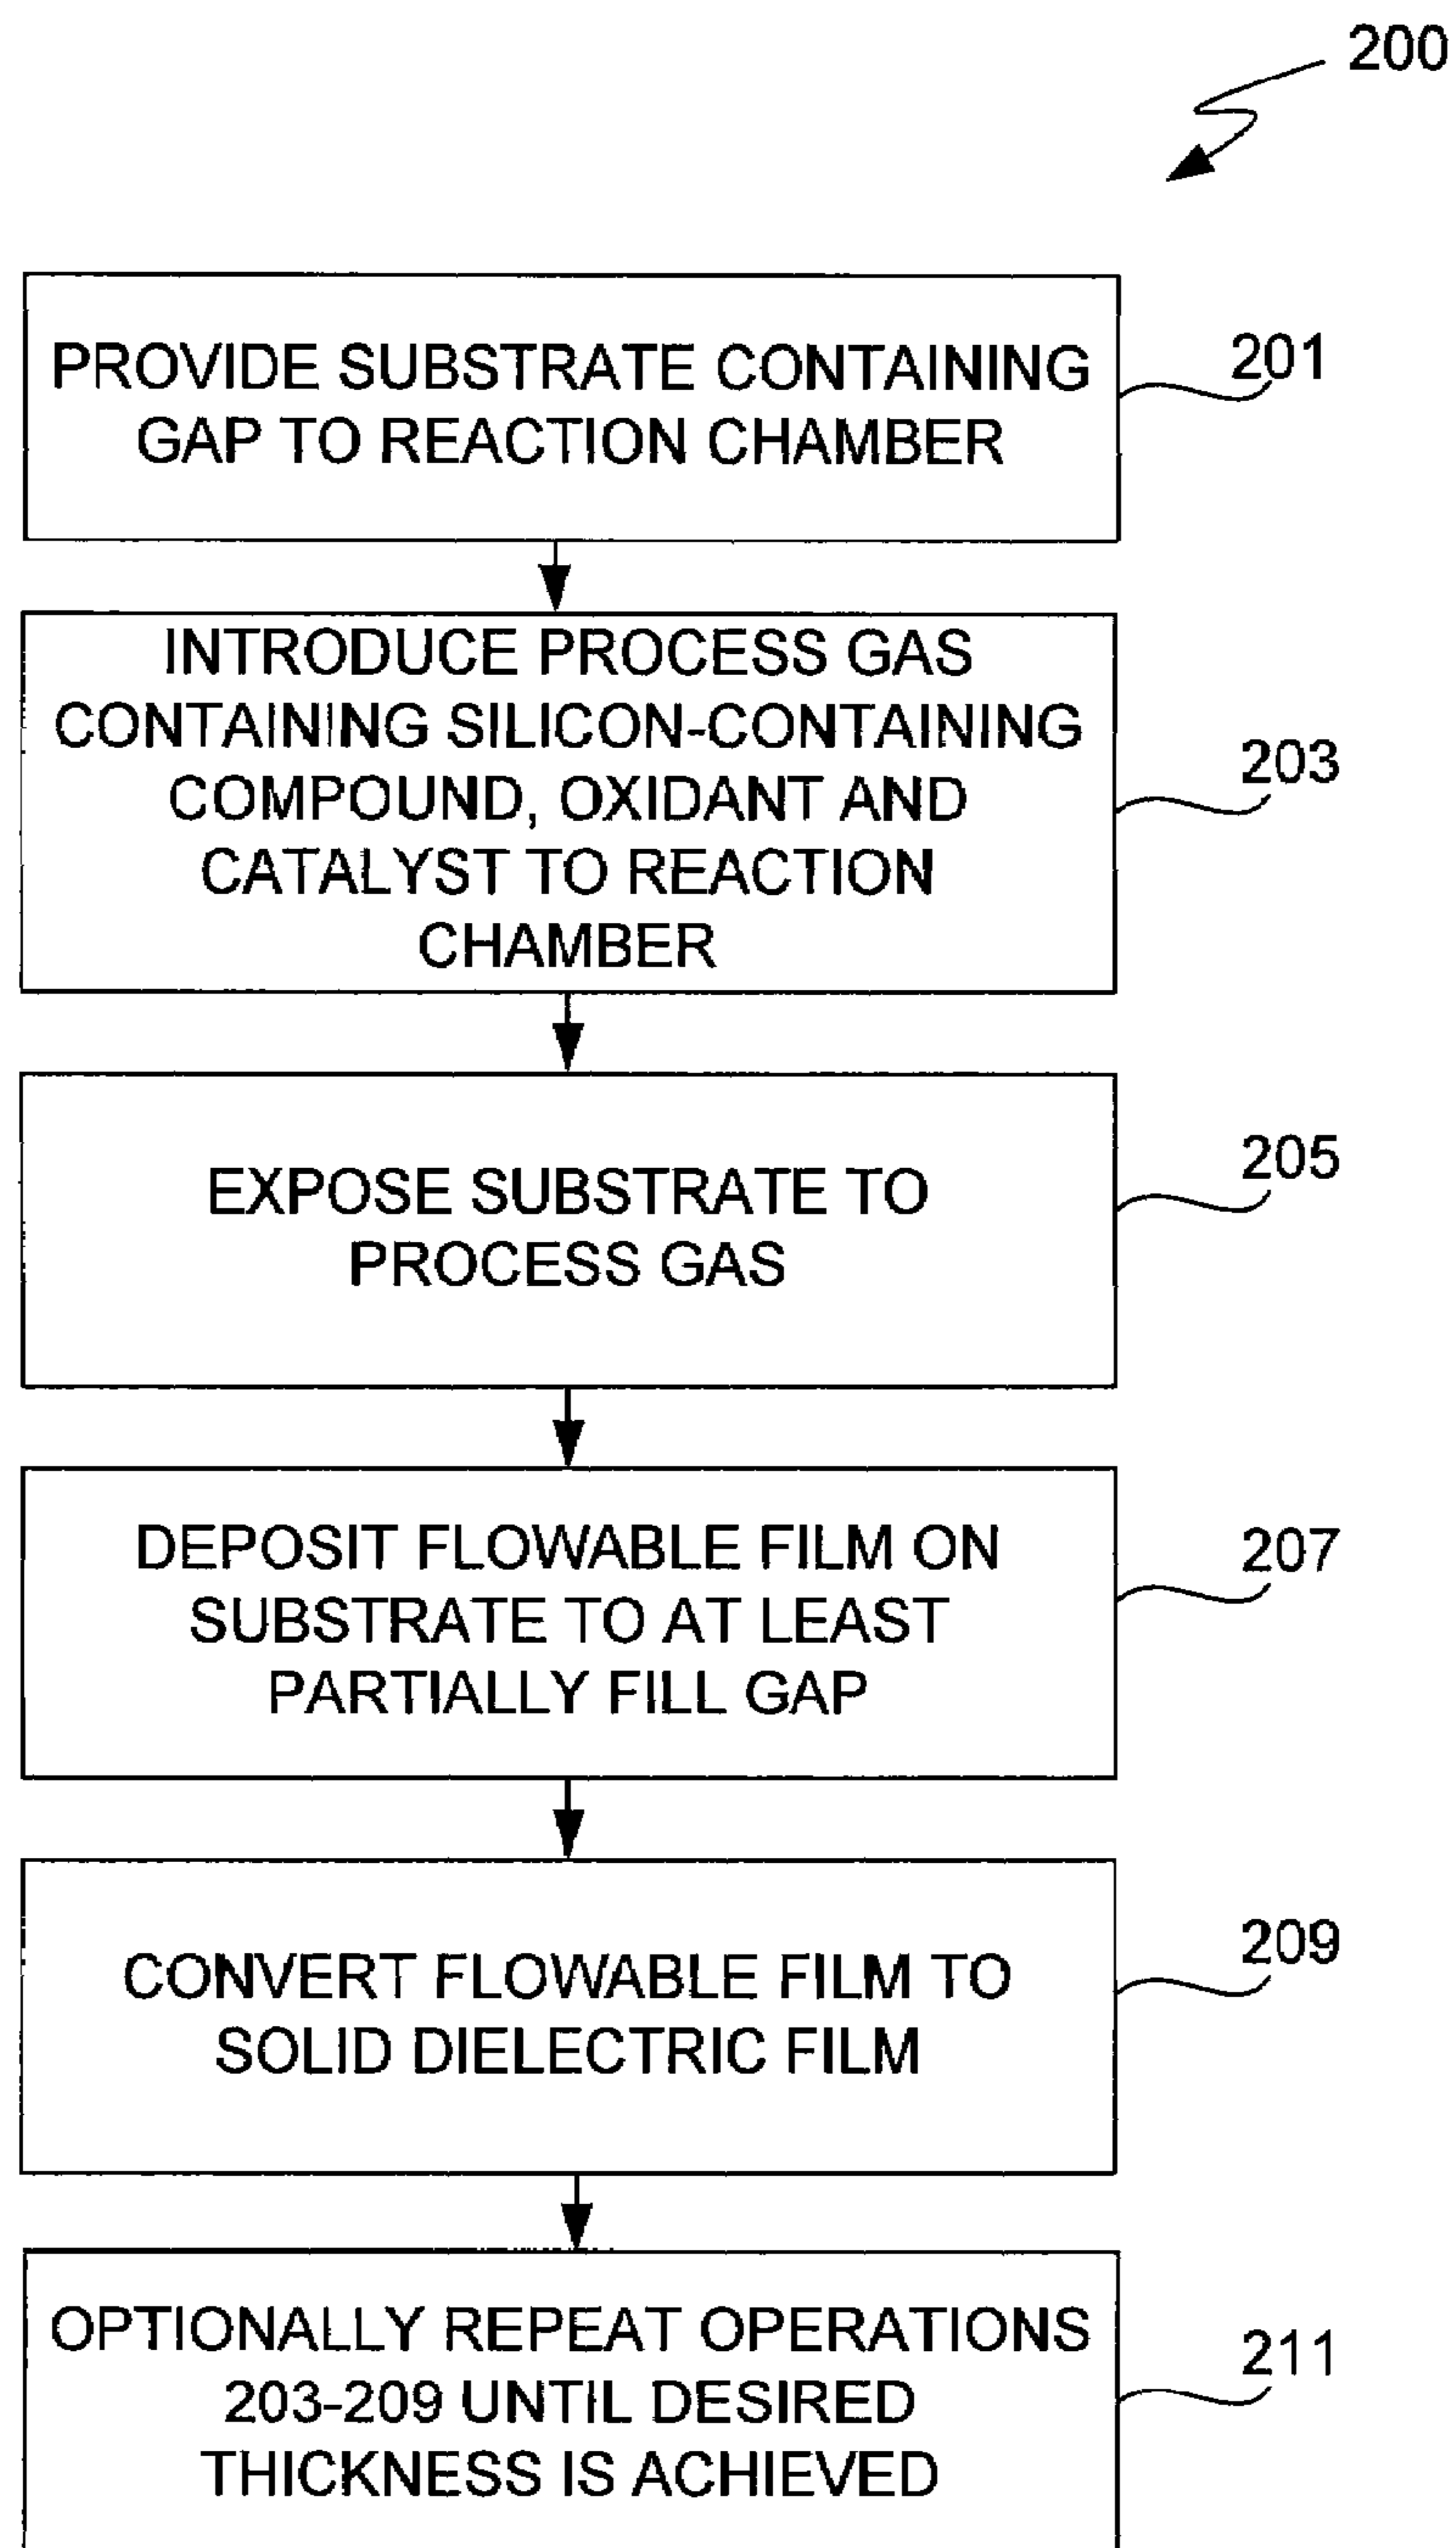 200
PROVIDE SUBSTRATE CONTAINING
GAP TO REACTION CHAMBER
201
INTRODUCE PROCESS GAS
CONTAINING SILICON-CONTAINING
COMPOUND, OXIDANT AND
CATALYST TO REACTION
CHAMBER
203
EXPOSE SUBSTRATE TO
PROCESS GAS
205
DEPOSIT FLOWABLE FILM ON
SUBSTRATE TO AT LEAST
PARTIALLY FILL GAP
207
CONVERT FLOWABLE FILM TO
SOLID DIELECTRIC FILM
209
OPTIONALLY REPEAT OPERATIONS
203-209 UNTIL DESIRED
THICKNESS IS ACHIEVED
211